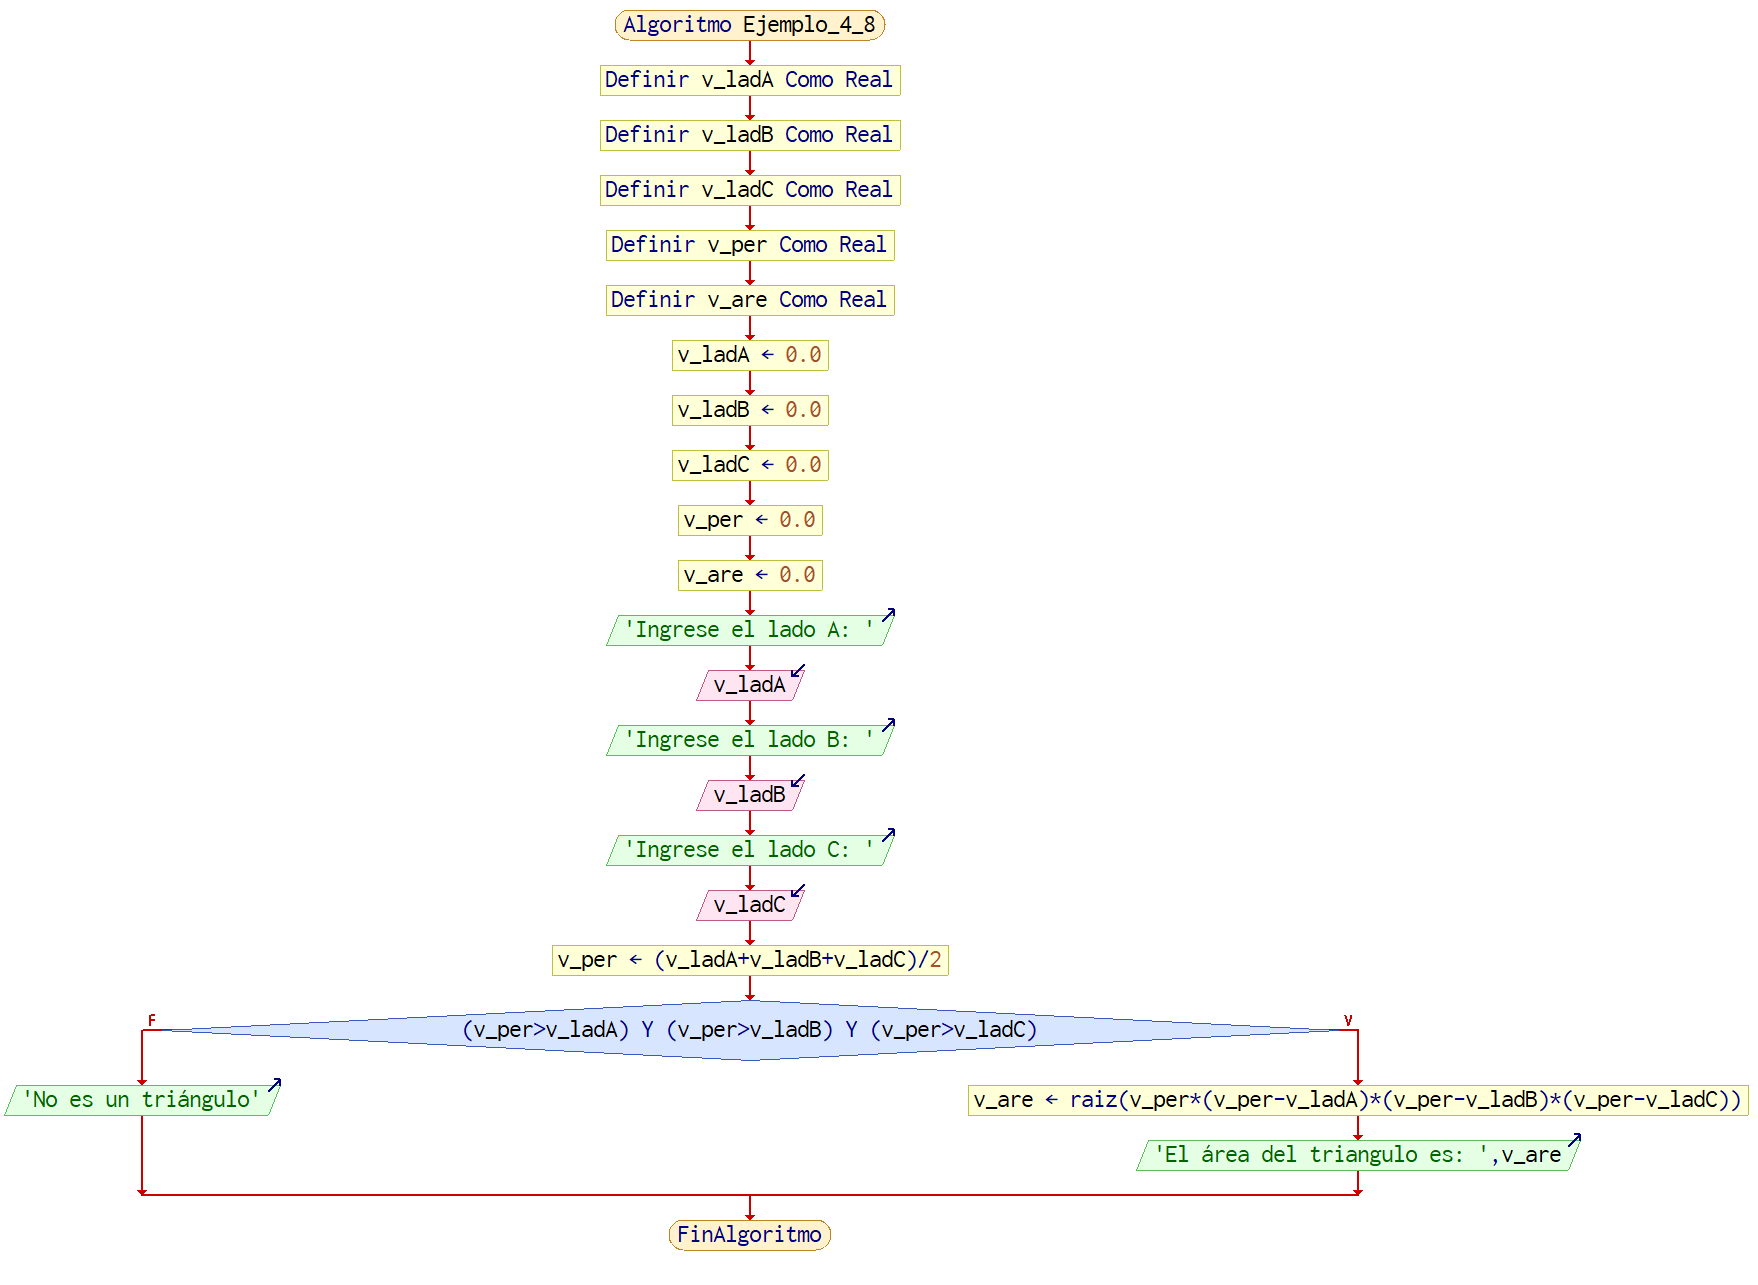 Algoritmo Ejemplo_4_8
Definir v_ladA Como Real
Definir v_ladB Como Real
Definir v_ladC Como Real
Definir v_per Como Real
Definir v_are Como Real
v_ladA ← 0.0
v_ladB ← 0.0
v_ladC ← 0.0
v_per ← 0.0
v_are ← 0.0
'Ingrese el lado A: '
v_ladA
'Ingrese el lado B: '
v_ladB
'Ingrese el lado C: '
v_ladC
v_per ← (v_ladA+v_ladB+v_ladC)/2
F
V
(v_per>v_ladA) Y (v_per>v_ladB) Y (v_per>v_ladC)
'No es un triángulo'
v_are ← raiz(v_per*(v_per-v_ladA)*(v_per-v_ladB)*(v_per-v_ladC))
'El área del triangulo es: ',v_are
FinAlgoritmo